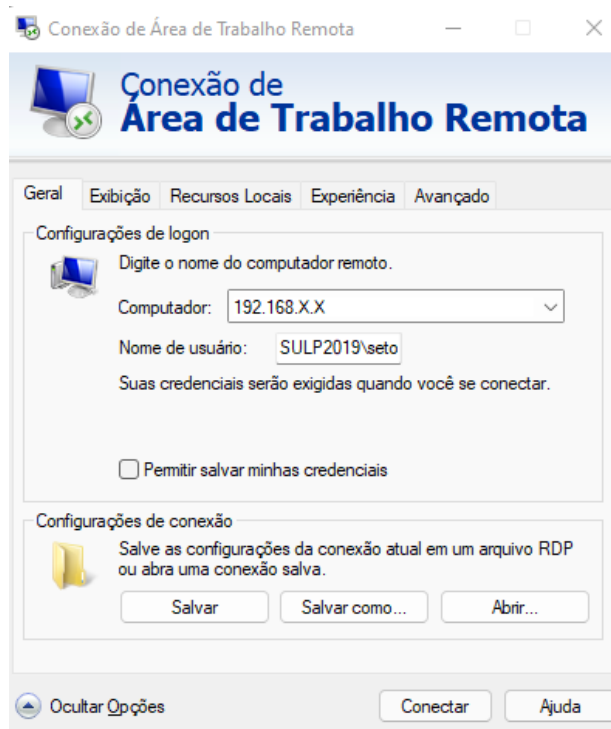 Conexão de Área de Trabalho Remota
Conexão de
Área de Trabalho Remota
Geral Exibição Recursos Locais Experiência Avançado
Configurações de logon
Digite o nome do computador remoto.
Computador: 192.168.X.X
Nome de usuário: SULP2019\seto
Suas credenciais serão exigidas quando você se conectar.
Permitir salvar minhas credenciais
Configurações de conexão
Salve as configurações da conexão atual em um arquivo RDP
ou abra uma conexão salva.
Salvar Salvar como... Abrir...
Ocultar Opções Conectar Ajuda